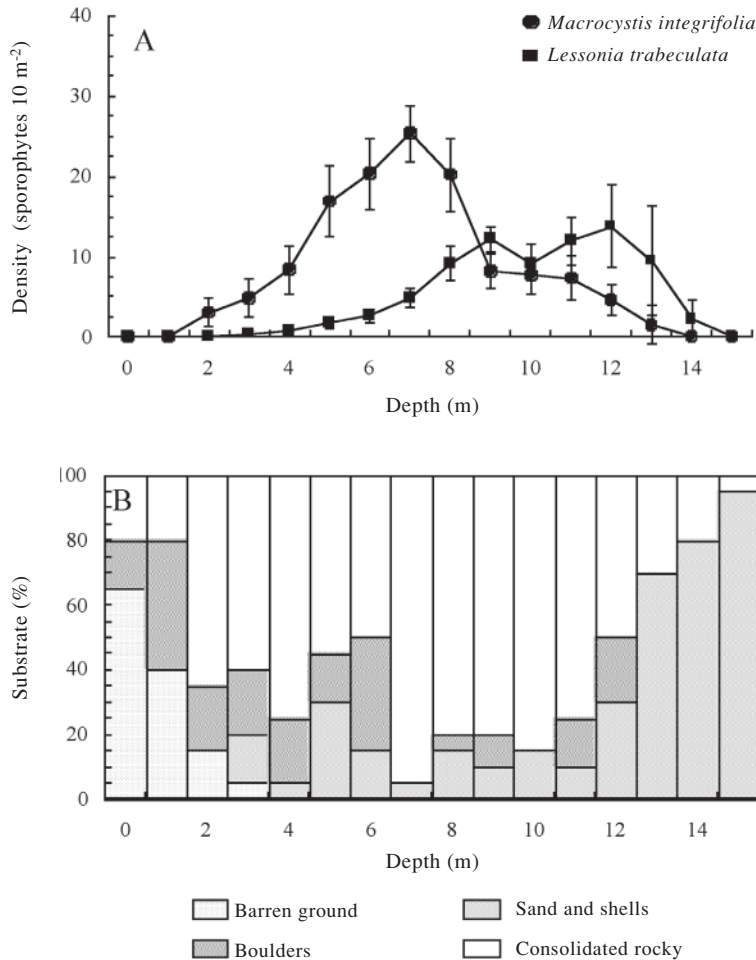 40
A
Macrocystis integrifolia
Lessonia trabeculata
30
20
10
0
Density (sporophytes 10 m-2)
0 2 4 6 8 10 12 14
Depth (m)
100
B
80
60
40
20
0
Substrate (%)
0 2 4 6 8 10 12 14
Depth (m)
Barren ground
Sand and shells
Boulders
Consolidated rocky